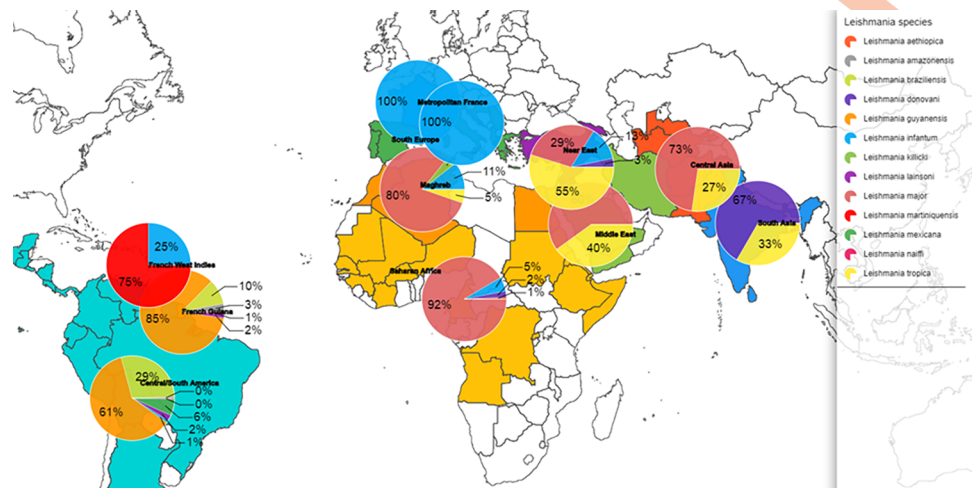 Leishmania species
Leishmania aethiopica
Leishmania amazonensis
Leishmania braziliensis
Leishmania donovani
Leishmania guyanensis
Leishmania infantum
Leishmania killicki
Leishmania lainsoni
Leishmania major
Leishmania martiniquensis
Leishmania mexicana
Leishmania naiffi
Leishmania tropica
100%
Metropolitan France
100%
South Europe
29%
13%
Near East
3%
55%
73%
Central Asia
27%
11%
Maghreb
80%
5%
67%
South Asia
33%
Middle East
40%
25%
French West Indies
75%
Saharan Africa
5%
2%
1%
92%
10%
3%
French Guiana
85%
1%
2%
29%
Central/South America
0%
0%
61%
6%
2%
1%